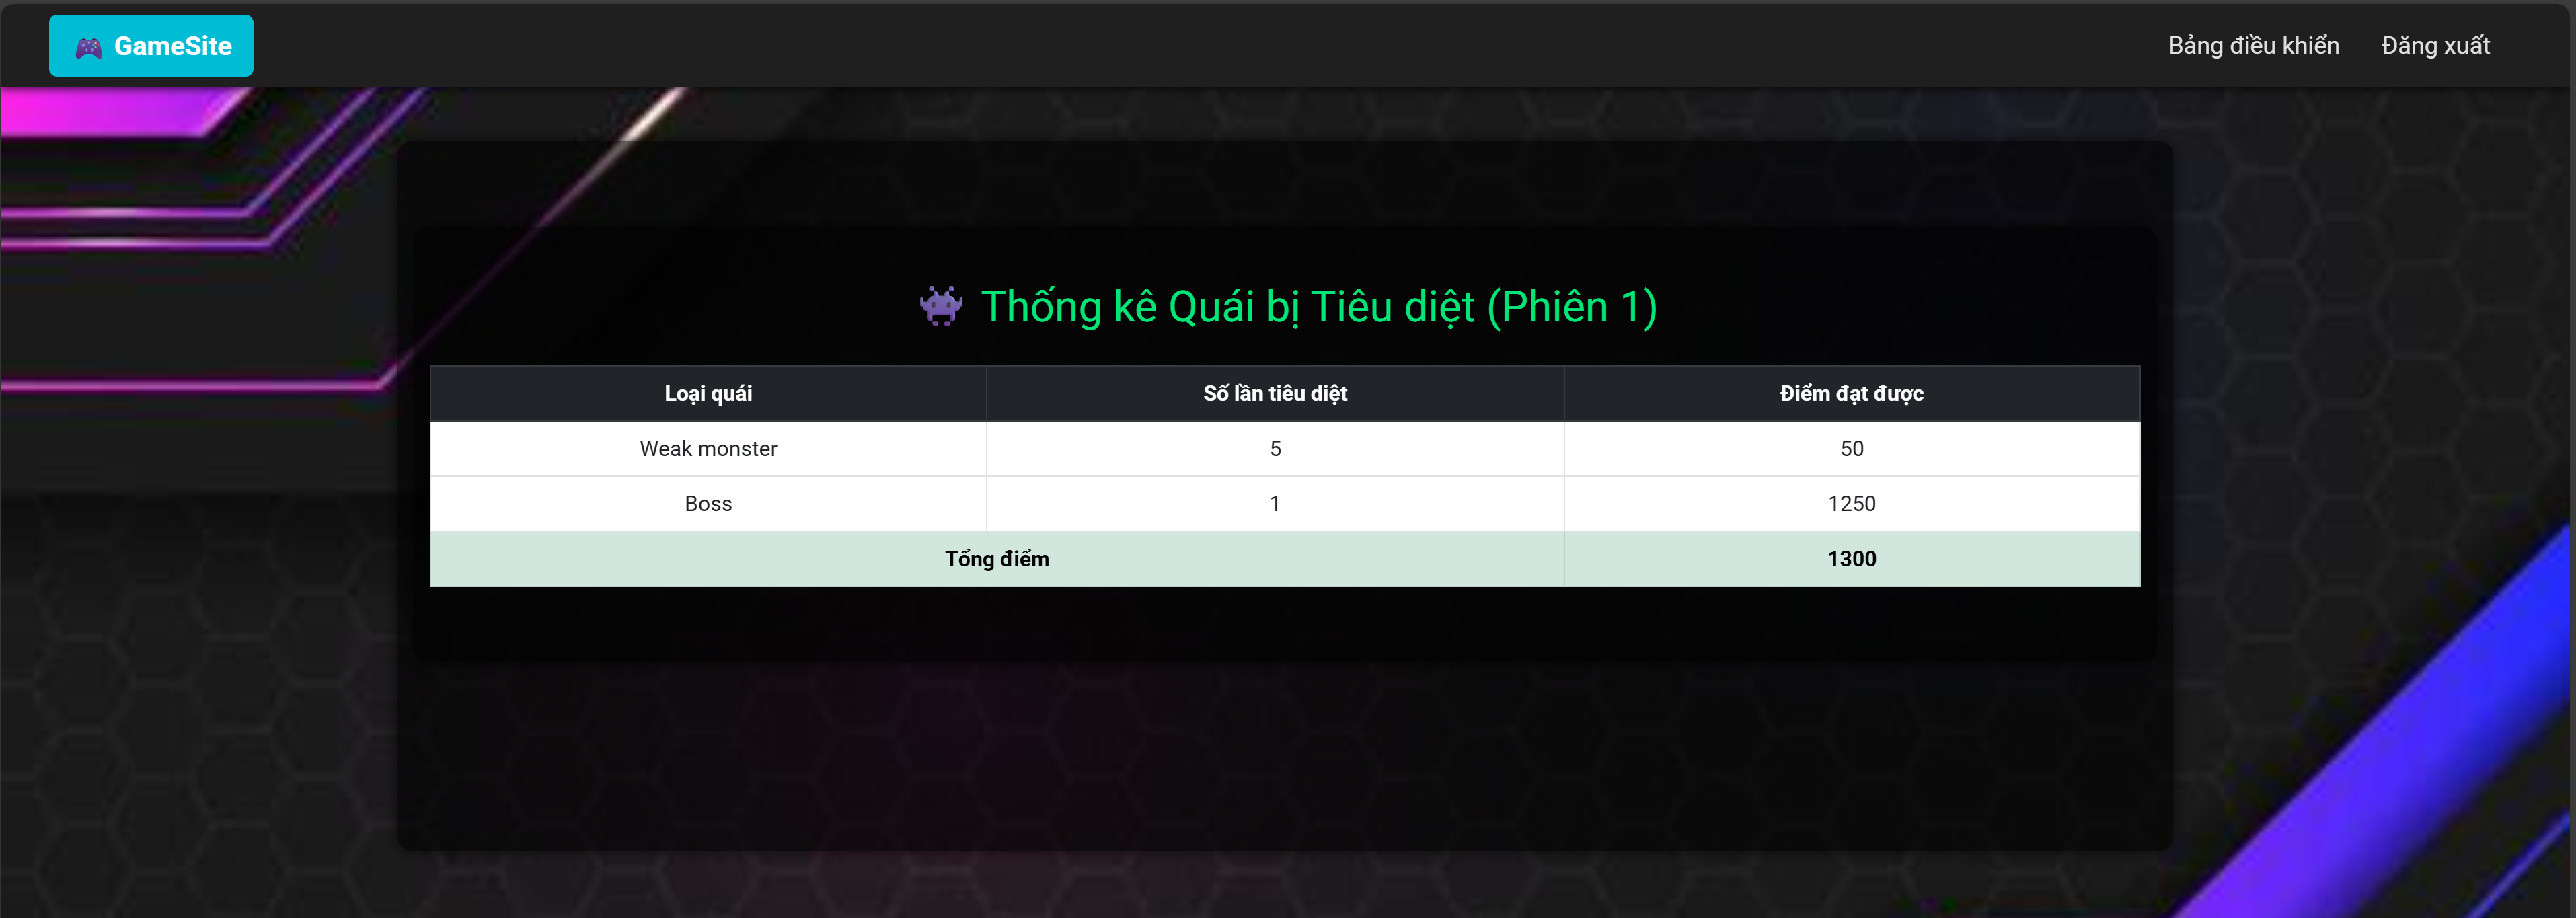 🎮 GameSite
Bảng điều khiển
Đăng xuất
👾 Thống kê Quái bị Tiêu diệt (Phiên 1)
Loại quái Số lần tiêu diệt Điểm đạt được
Weak monster 5 50
Boss 1 1250
Tổng điểm 1300